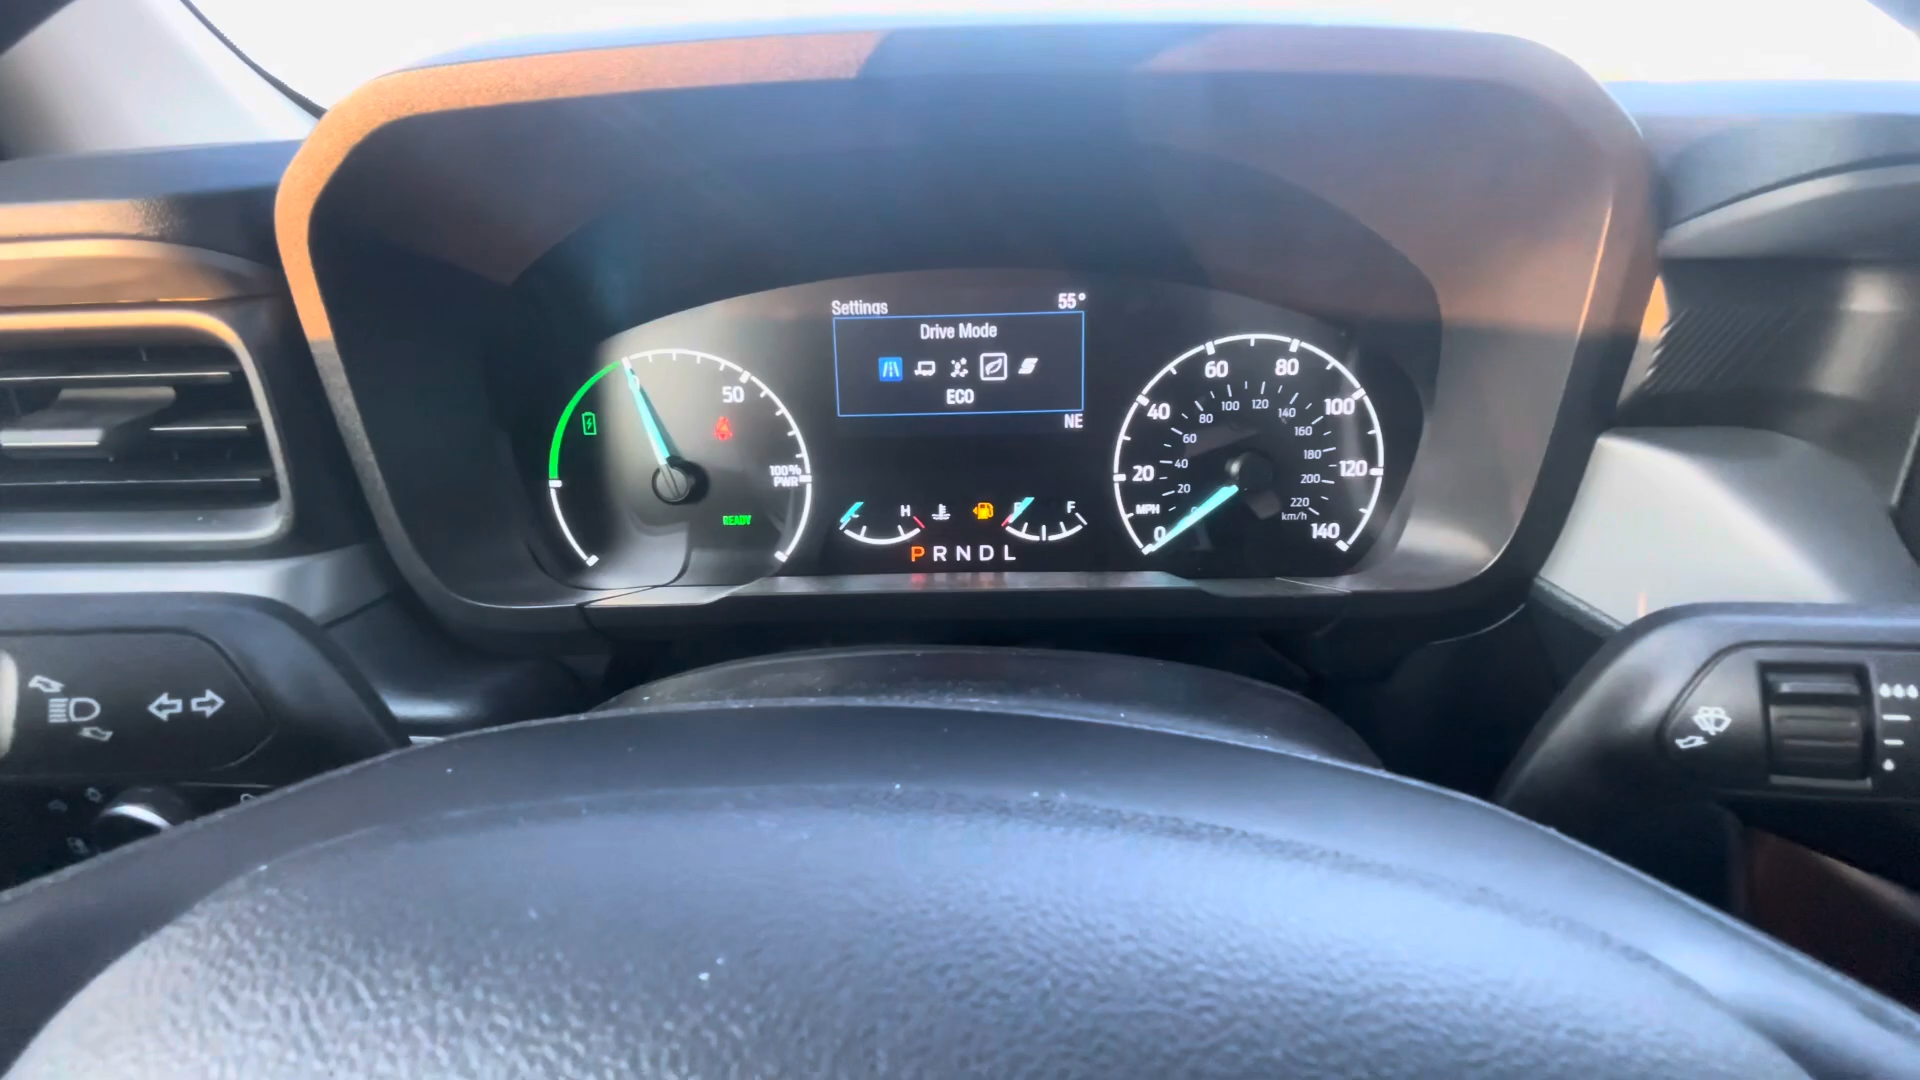 Settings 55°
Drive Mode
ECO
NE
0
50
100%
PWR
READY
H
F
P R N D L
0 20 40 60 80 100 120 140
MPH
20 40 60 80 100 120 140 160 180 200 220
km/h